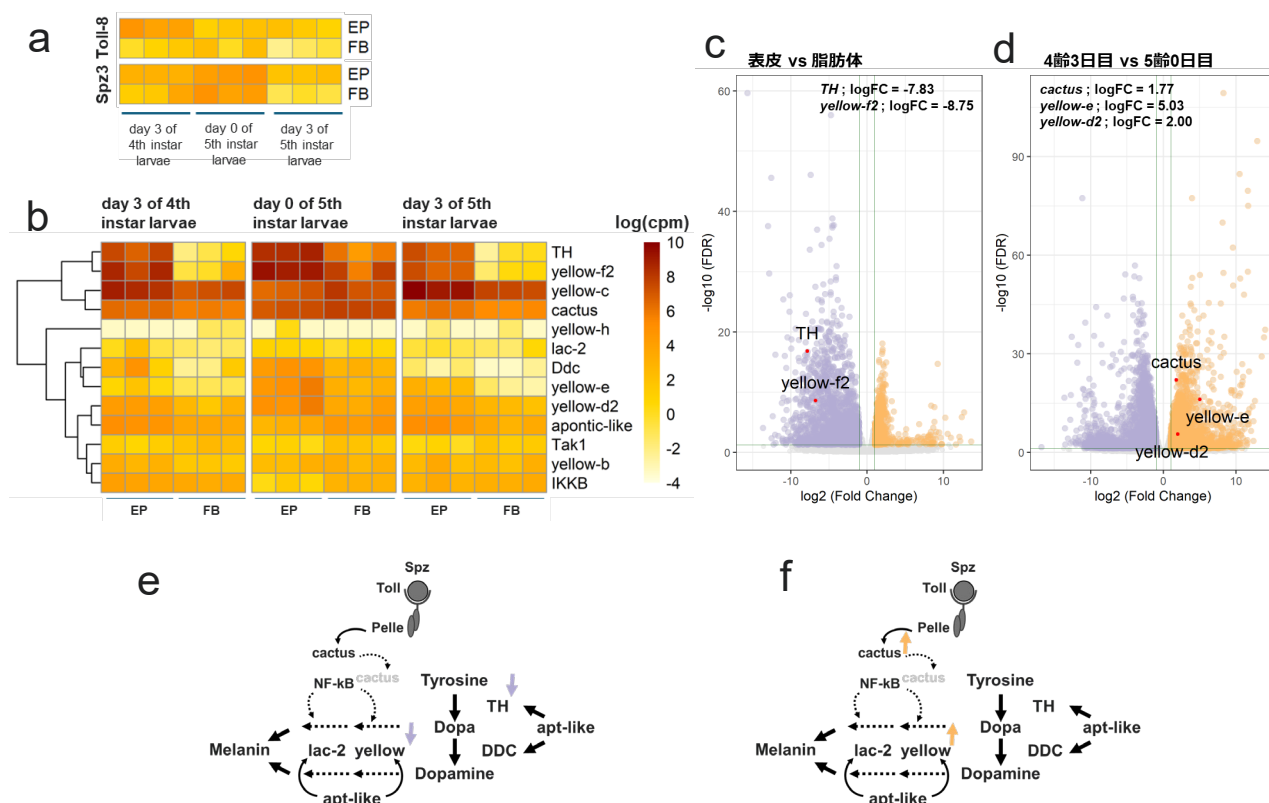 a
Toll-8
EP
FB
Spz3
EP
FB
day 3 of
4th instar
larvae
day 0 of
5th instar
larvae
day 3 of
5th instar
larvae
b
day 3 of 4th
instar larvae
day 0 of 5th
instar larvae
day 3 of 5th
instar larvae
log(cpm)
10
8
6
4
2
0
-2
-4
TH
yellow-f2
yellow-c
cactus
yellow-h
lac-2
Ddc
yellow-e
yellow-d2
apontic-like
Tak1
yellow-b
IKKB
EP
FB
EP
FB
EP
FB
c
表皮 vs 脂肪体
TH ; logFC = -7.83
yellow-f2 ; logFC = -8.75
60
40
20
0
-log10 (FDR)
TH
yellow-f2
-10
0
10
log2 (Fold Change)
d
4齢3日目 vs 5齢0日目
cactus ; logFC = 1.77
yellow-e ; logFC = 5.03
yellow-d2 ; logFC = 2.00
90
60
30
0
-log10 (FDR)
cactus
yellow-e
yellow-d2
-10
0
10
log2 (Fold Change)
e
Spz
Toll
Pelle
cactus
cactus
NF-kB
Tyrosine
TH
Dopa
apt-like
Melanin
lac-2
yellow
DDC
Dopamine
apt-like
f
Spz
Toll
Pelle
cactus
cactus
NF-kB
Tyrosine
TH
Dopa
apt-like
Melanin
lac-2
yellow
DDC
Dopamine
apt-like